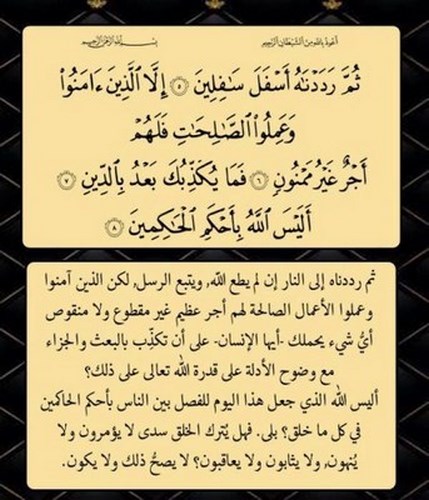 أعوذ بالله من الشيطان الرجيم
بسم الله الرحمن الرحيم
ثُمَّ رَدَدْنَٰهُ أَسْفَلَ سَٰفِلِينَ ٥ إِلَّا ٱلَّذِينَ ءَامَنُوا۟
وَعَمِلُوا۟ ٱلصَّٰلِحَٰتِ فَلَهُمْ
أَجْرٌ غَيْرُ مَمْنُونٍ ٦ فَمَا يُكَذِّبُكَ بَعْدُ بِٱلدِّينِ ٧
أَلَيْسَ ٱللَّهُ بِأَحْكَمِ ٱلْحَٰكِمِينَ ٨
ثم رددناه إلى النار إن لم يطع الله, ويتبع الرسل, لكن الذين آمنوا
وعملوا الأعمال الصالحة لهم أجر عظيم غير مقطوع ولا منقوص
أيُّ شيء يحملك -أيها الإنسان- على أن تكذِّب بالبعث والجزاء
مع وضوح الأدلة على قدرة الله تعالى على ذلك؟
أليس الله الذي جعل هذا اليوم للفصل بين الناس بأحكم الحاكمين
في كل ما خلق؟ بلى. فهل يُترك الخلق سدى لا يؤمرون ولا
يُنهون, ولا يثابون ولا يعاقبون؟ لا يصحُّ ذلك ولا يكون.